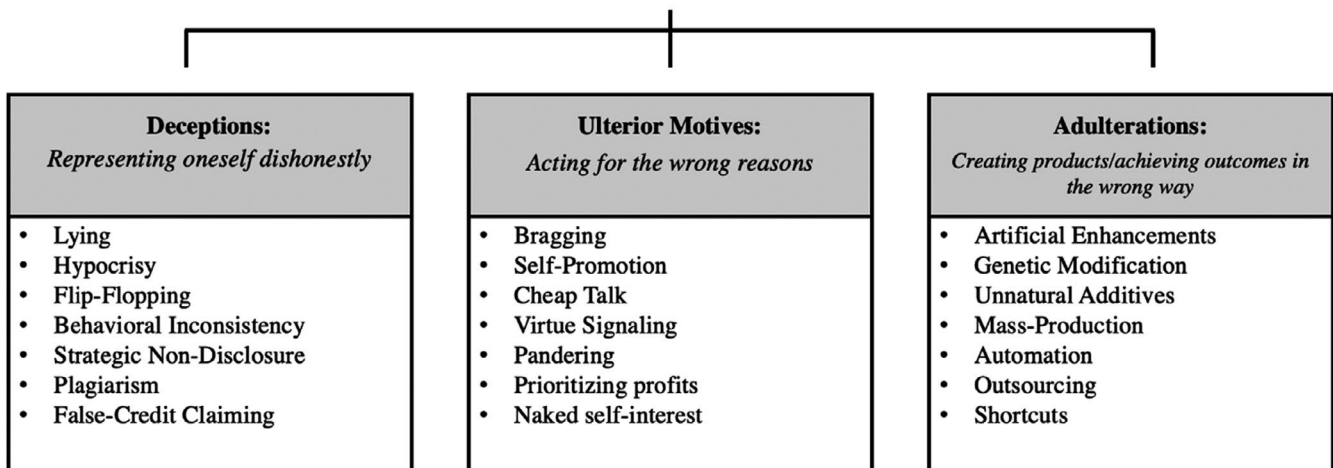 Deceptions:
Representing oneself dishonestly
• Lying
• Hypocrisy
• Flip-Flopping
• Behavioral Inconsistency
• Strategic Non-Disclosure
• Plagiarism
• False-Credit Claiming
Ulterior Motives:
Acting for the wrong reasons
• Bragging
• Self-Promotion
• Cheap Talk
• Virtue Signaling
• Pandering
• Prioritizing profits
• Naked self-interest
Adulterations:
Creating products/achieving outcomes in
the wrong way
• Artificial Enhancements
• Genetic Modification
• Unnatural Additives
• Mass-Production
• Automation
• Outsourcing
• Shortcuts